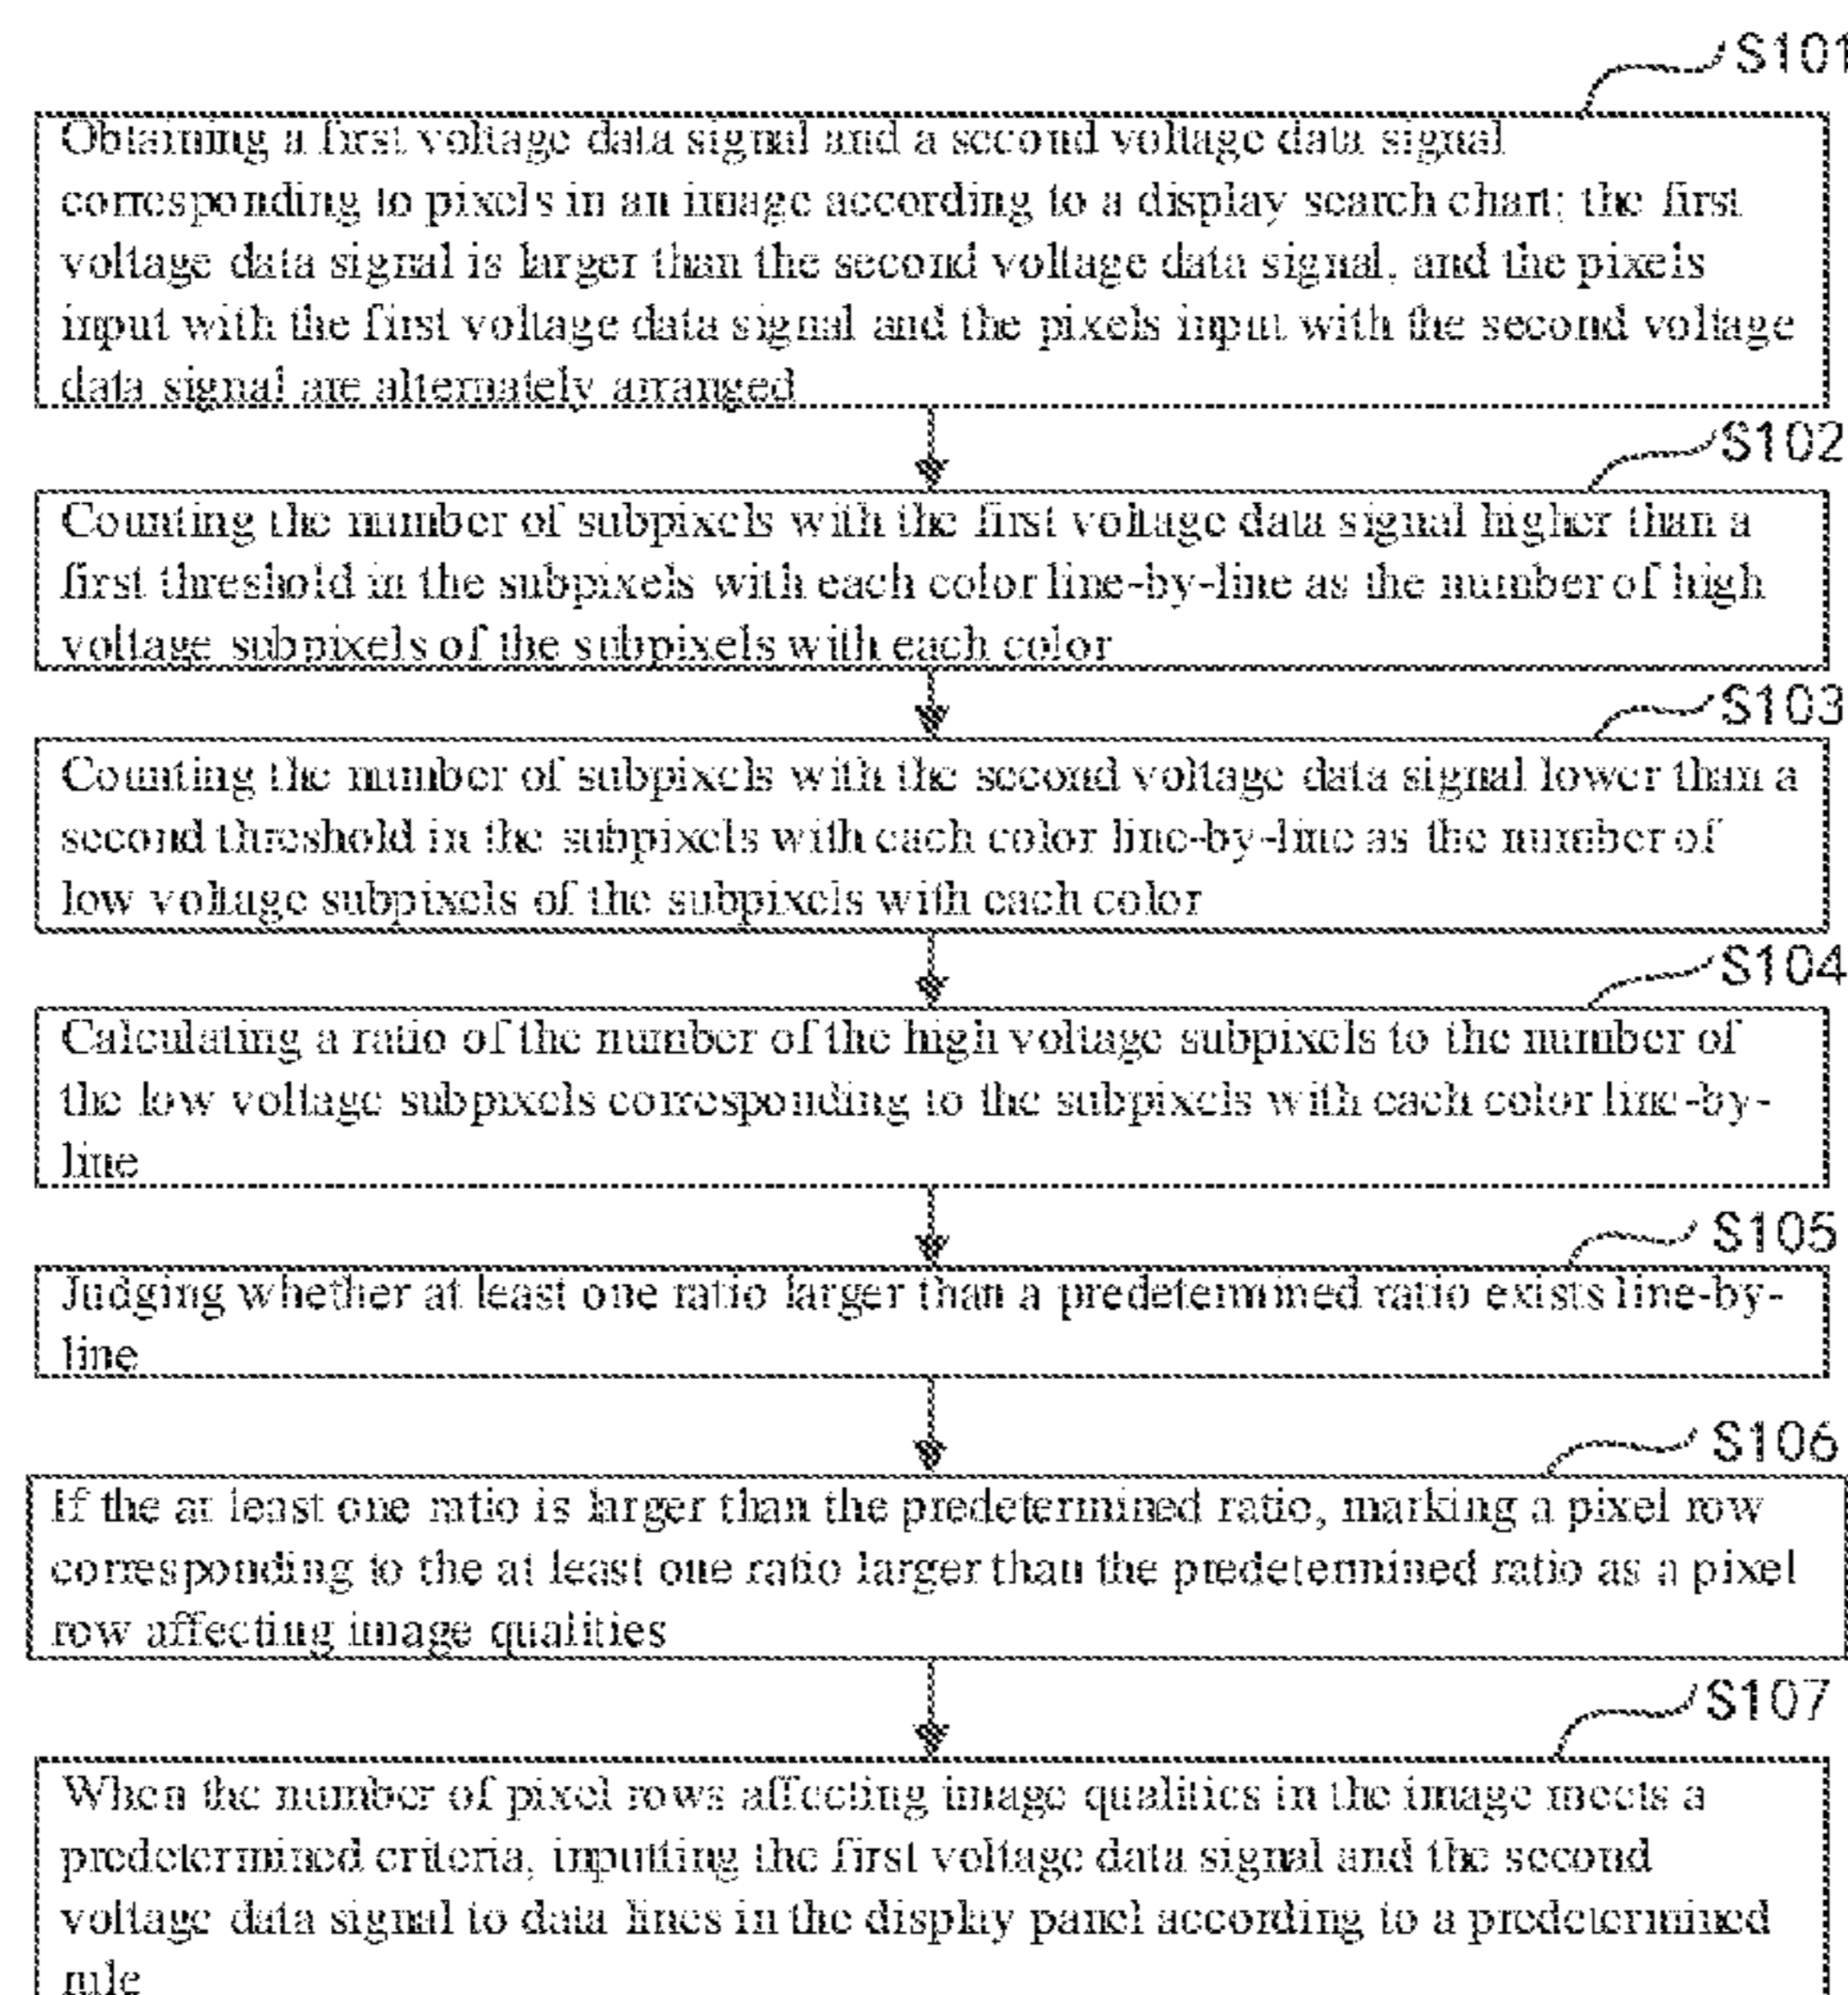 S101
Obtaining a first voltage data signal and a second voltage data signal
corresponding to pixels in an image according to a display search chart; the first
voltage data signal is larger than the second voltage data signal, and the pixels
input with the first voltage data signal and the pixels input with the second voltage
data signal are alternately arranged
S102
Counting the number of subpixels with the first voltage data signal higher than a
first threshold in the subpixels with each color line-by-line as the number of high
voltage subpixels of the subpixels with each color
S103
Counting the number of subpixels with the second voltage data signal lower than a
second threshold in the subpixels with each color line-by-line as the number of
low voltage subpixels of the subpixels with each color
S104
Calculating a ratio of the number of the high voltage subpixels to the number of
the low voltage subpixels corresponding to the subpixels with each color line-by-
line
S105
Judging whether at least one ratio larger than a predetermined ratio exists line-by-
line
S106
If the at least one ratio is larger than the predetermined ratio, marking a pixel row
corresponding to the at least one ratio larger than the predetermined ratio as a pixel
row affecting image qualities
S107
When the number of pixel rows affecting image qualities in the image meets a
predetermined criteria, inputting the first voltage data signal and the second
voltage data signal to data lines in the display panel according to a predetermined
rule